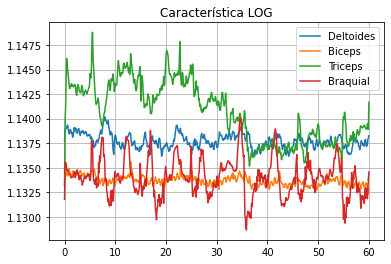 Característica LOG
Deltoides
Biceps
Triceps
Braquial
1.1475
1.1450
1.1425
1.1400
1.1375
1.1350
1.1325
1.1300
0 10 20 30 40 50 60